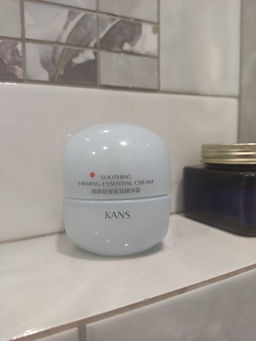 SOOTHING
FIRMING ESSENTIAL CREAM
KANS